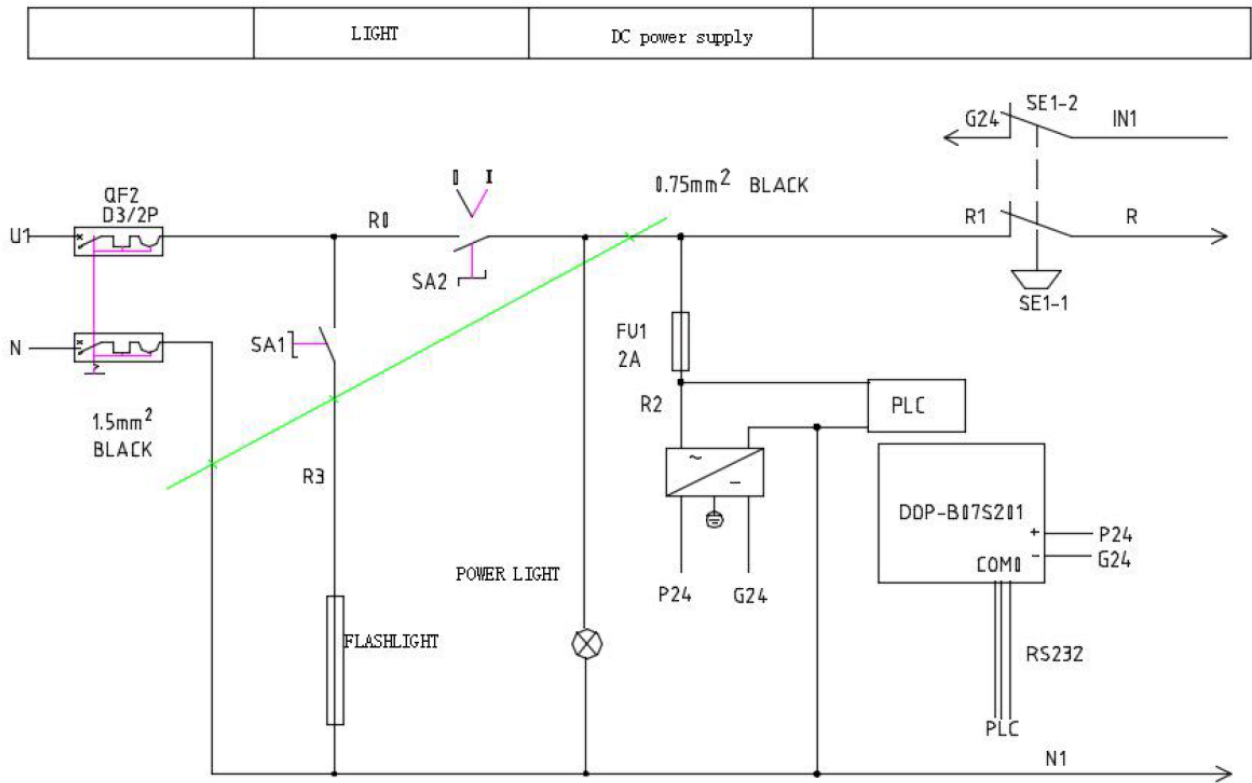 LIGHT
DC power supply
G24
SE1-2
IN1
0 I
0.75mm² BLACK
QF2
D3/2P
U1
R0
R1
R
SA2
SE1-1
N
SA1
FU1
2A
1.5mm²
BLACK
R2
PLC
R3
~
−
DOP-B07S201
+
P24
−
G24
COM0
POWER LIGHT
P24
G24
FLASHLIGHT
RS232
PLC
N1